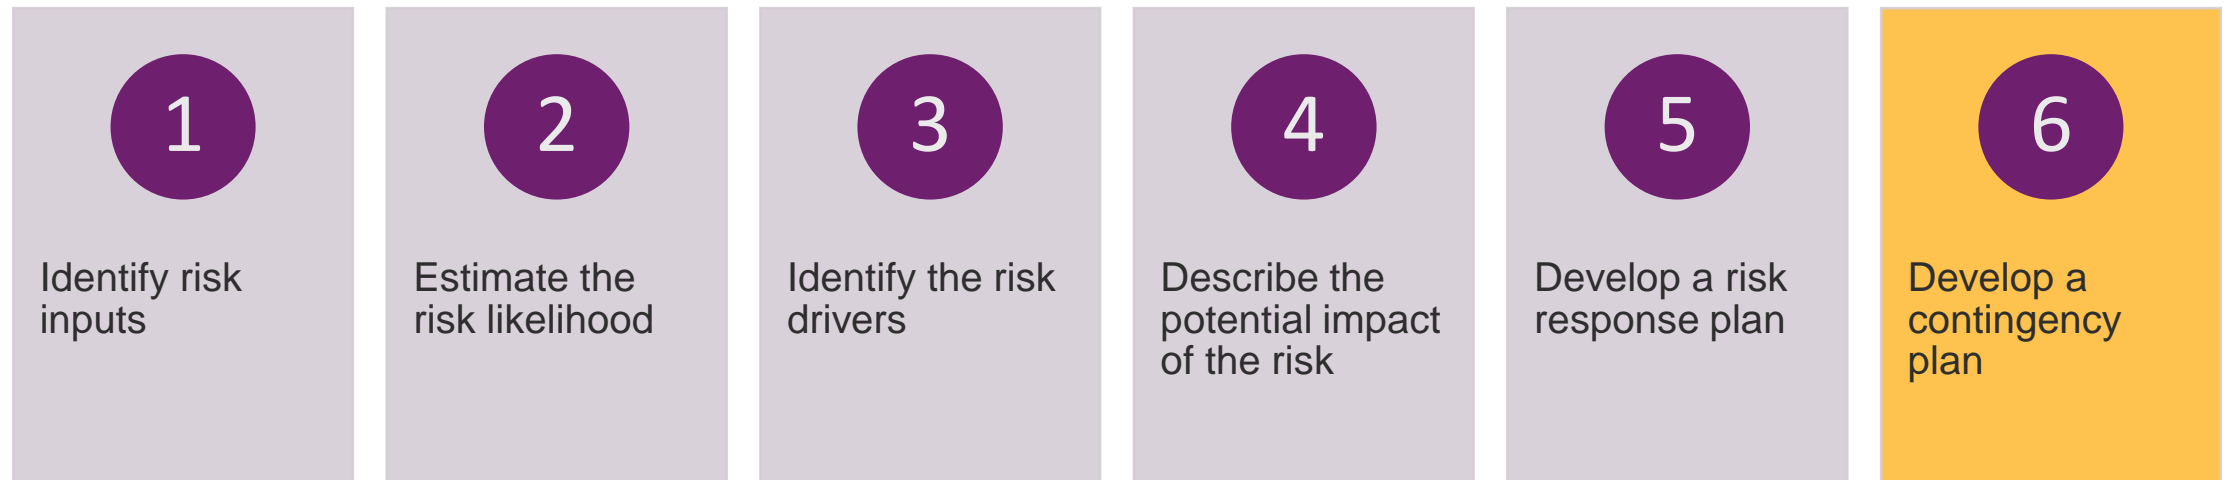 1
Identify risk
inputs
2
Estimate the
risk likelihood
3
Identify the risk
drivers
4
Describe the
potential impact
of the risk
5
Develop a risk
response plan
6
Develop a
contingency
plan